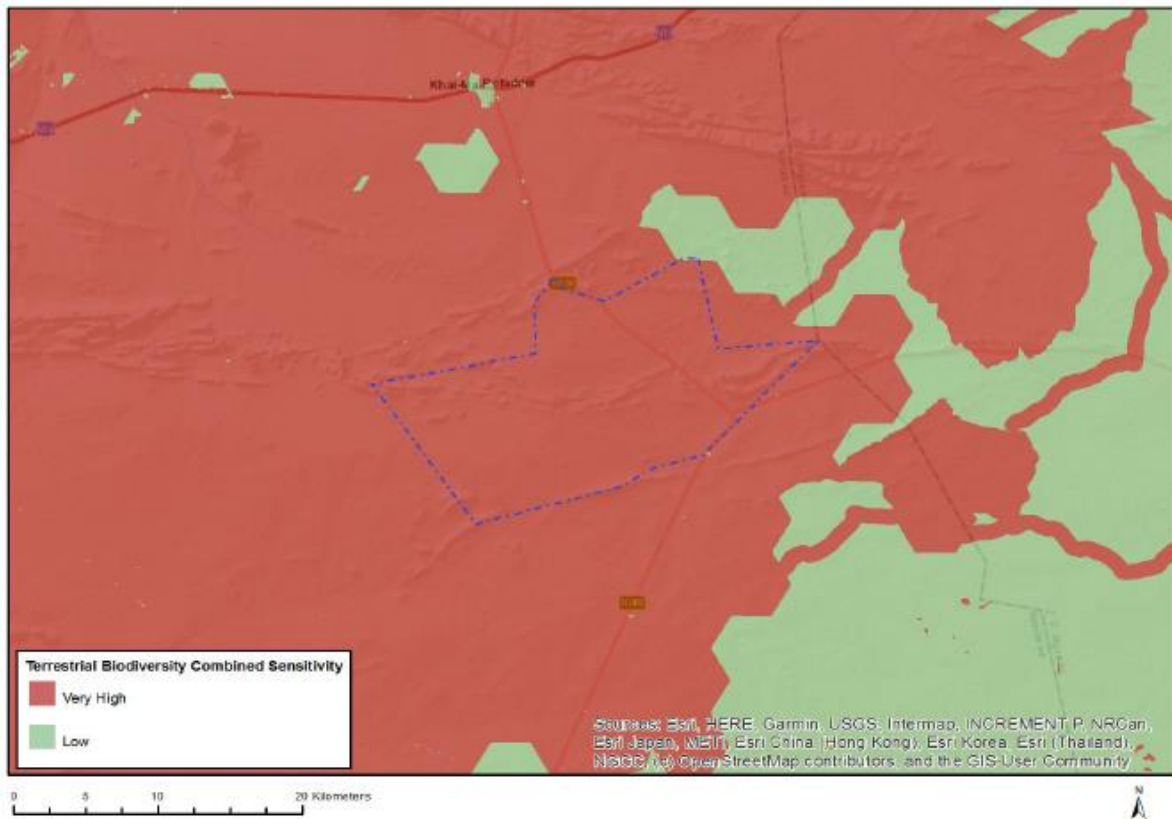 Terrestrial Biodiversity Combined Sensitivity
Very High
Low
Sources: Esri, HERE, Garmin, USGS, Intermap, INCREMENT P, NRCan,
Esri Japan, METI, Esri China (Hong Kong), Esri Korea, Esri (Thailand),
NGCC, (c) OpenStreetMap contributors, and the GIS User Community
0 5 10 20 Kilometers
N